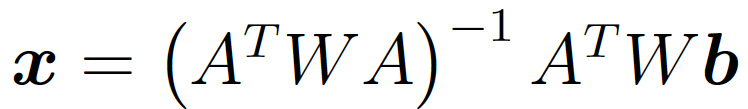 𝒙 = (AᵀWA)⁻¹ AᵀW𝒃